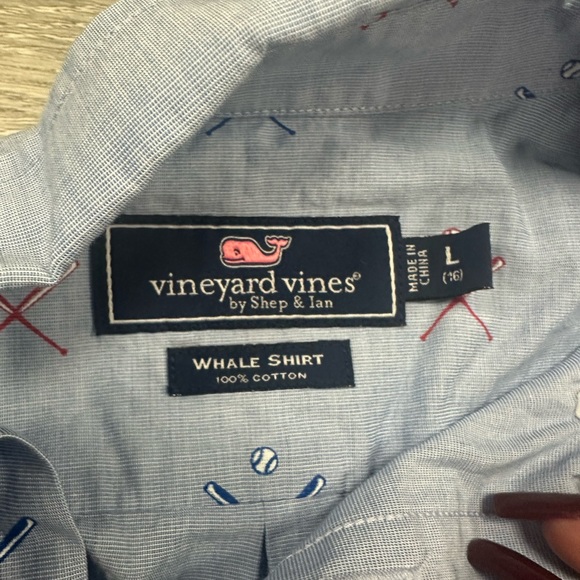 vineyard vines®
by Shep & Ian
MADE IN
CHINA
L
(16)
WHALE SHIRT
100% COTTON